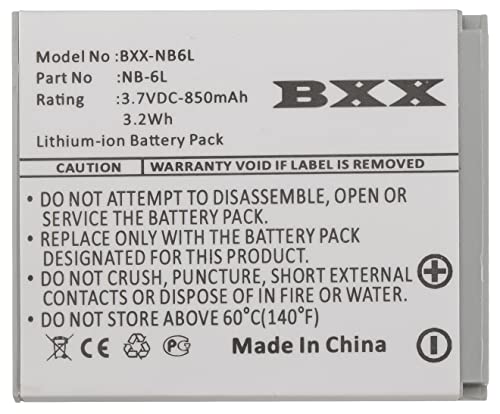 Model No :BXX-NB6L
Part No :NB-6L
Rating :3.7VDC-850mAh
3.2Wh
BXX
Lithium-ion Battery Pack
CAUTION WARRANTY VOID IF LABEL IS REMOVED
• DO NOT ATTEMPT TO DISASSEMBLE, OPEN OR
SERVICE THE BATTERY PACK
• REPLACE ONLY WITH A BATTERY PACK
DESIGNATED FOR THIS PRODUCT.
• DO NOT CRUSH, PUNCTURE, SHORT EXTERNAL
CONTACTS, OR DISPOSE OF IN FIRE OR WATER.
• DO NOT STORE ABOVE 60°C(140°F)
CE Made In China